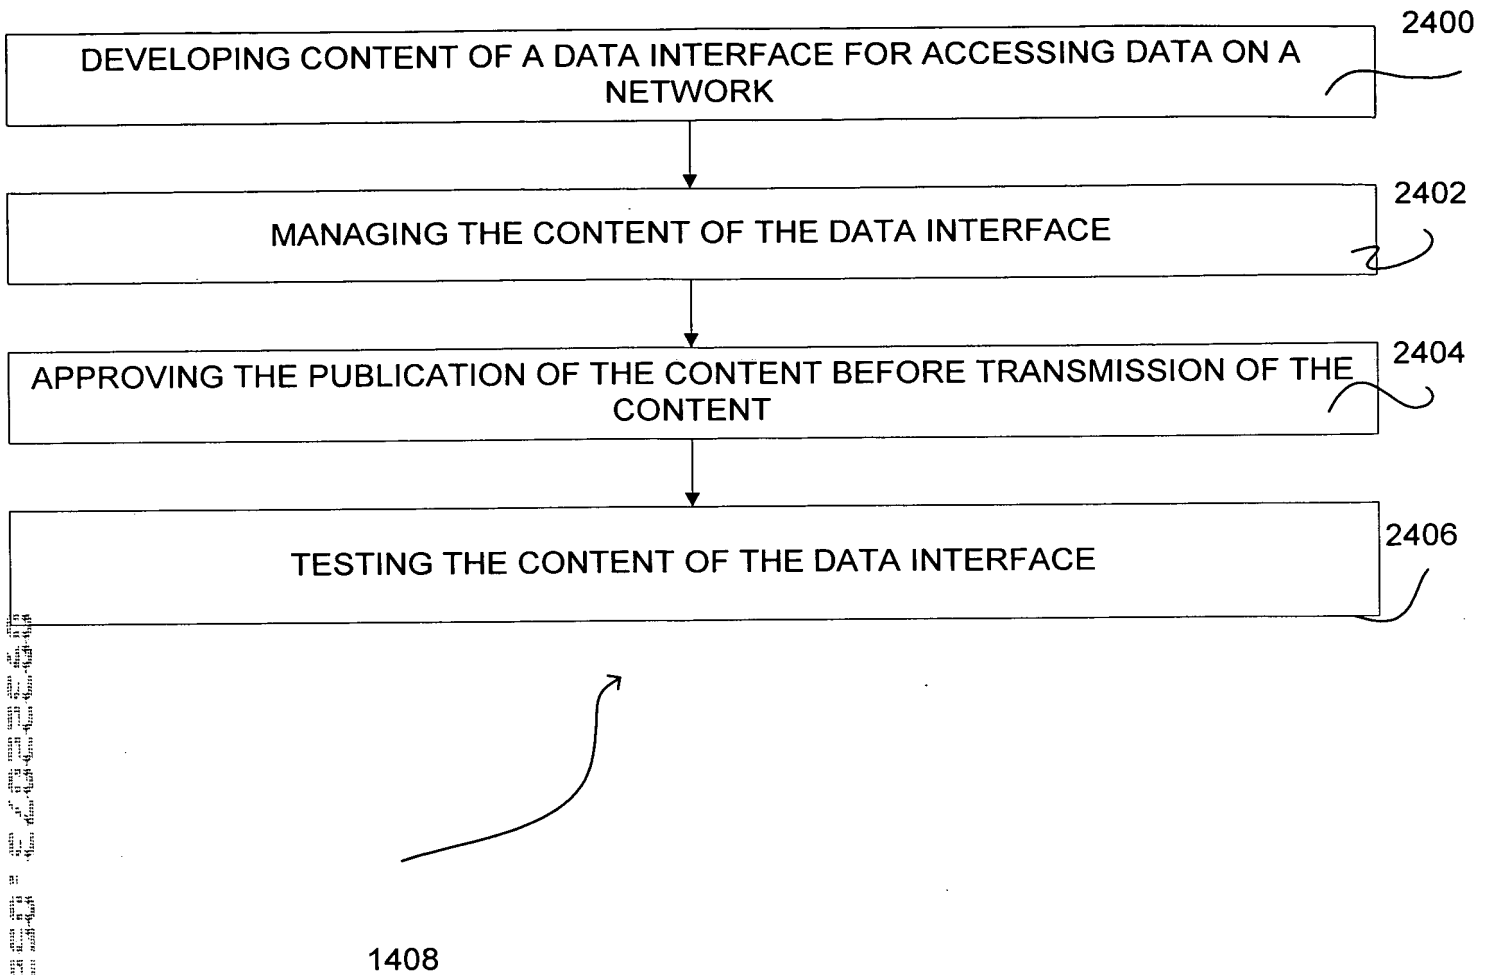 2400
DEVELOPING CONTENT OF A DATA INTERFACE FOR ACCESSING DATA ON A
NETWORK
2402
MANAGING THE CONTENT OF THE DATA INTERFACE
2404
APPROVING THE PUBLICATION OF THE CONTENT BEFORE TRANSMISSION OF THE
CONTENT
2406
TESTING THE CONTENT OF THE DATA INTERFACE
1408